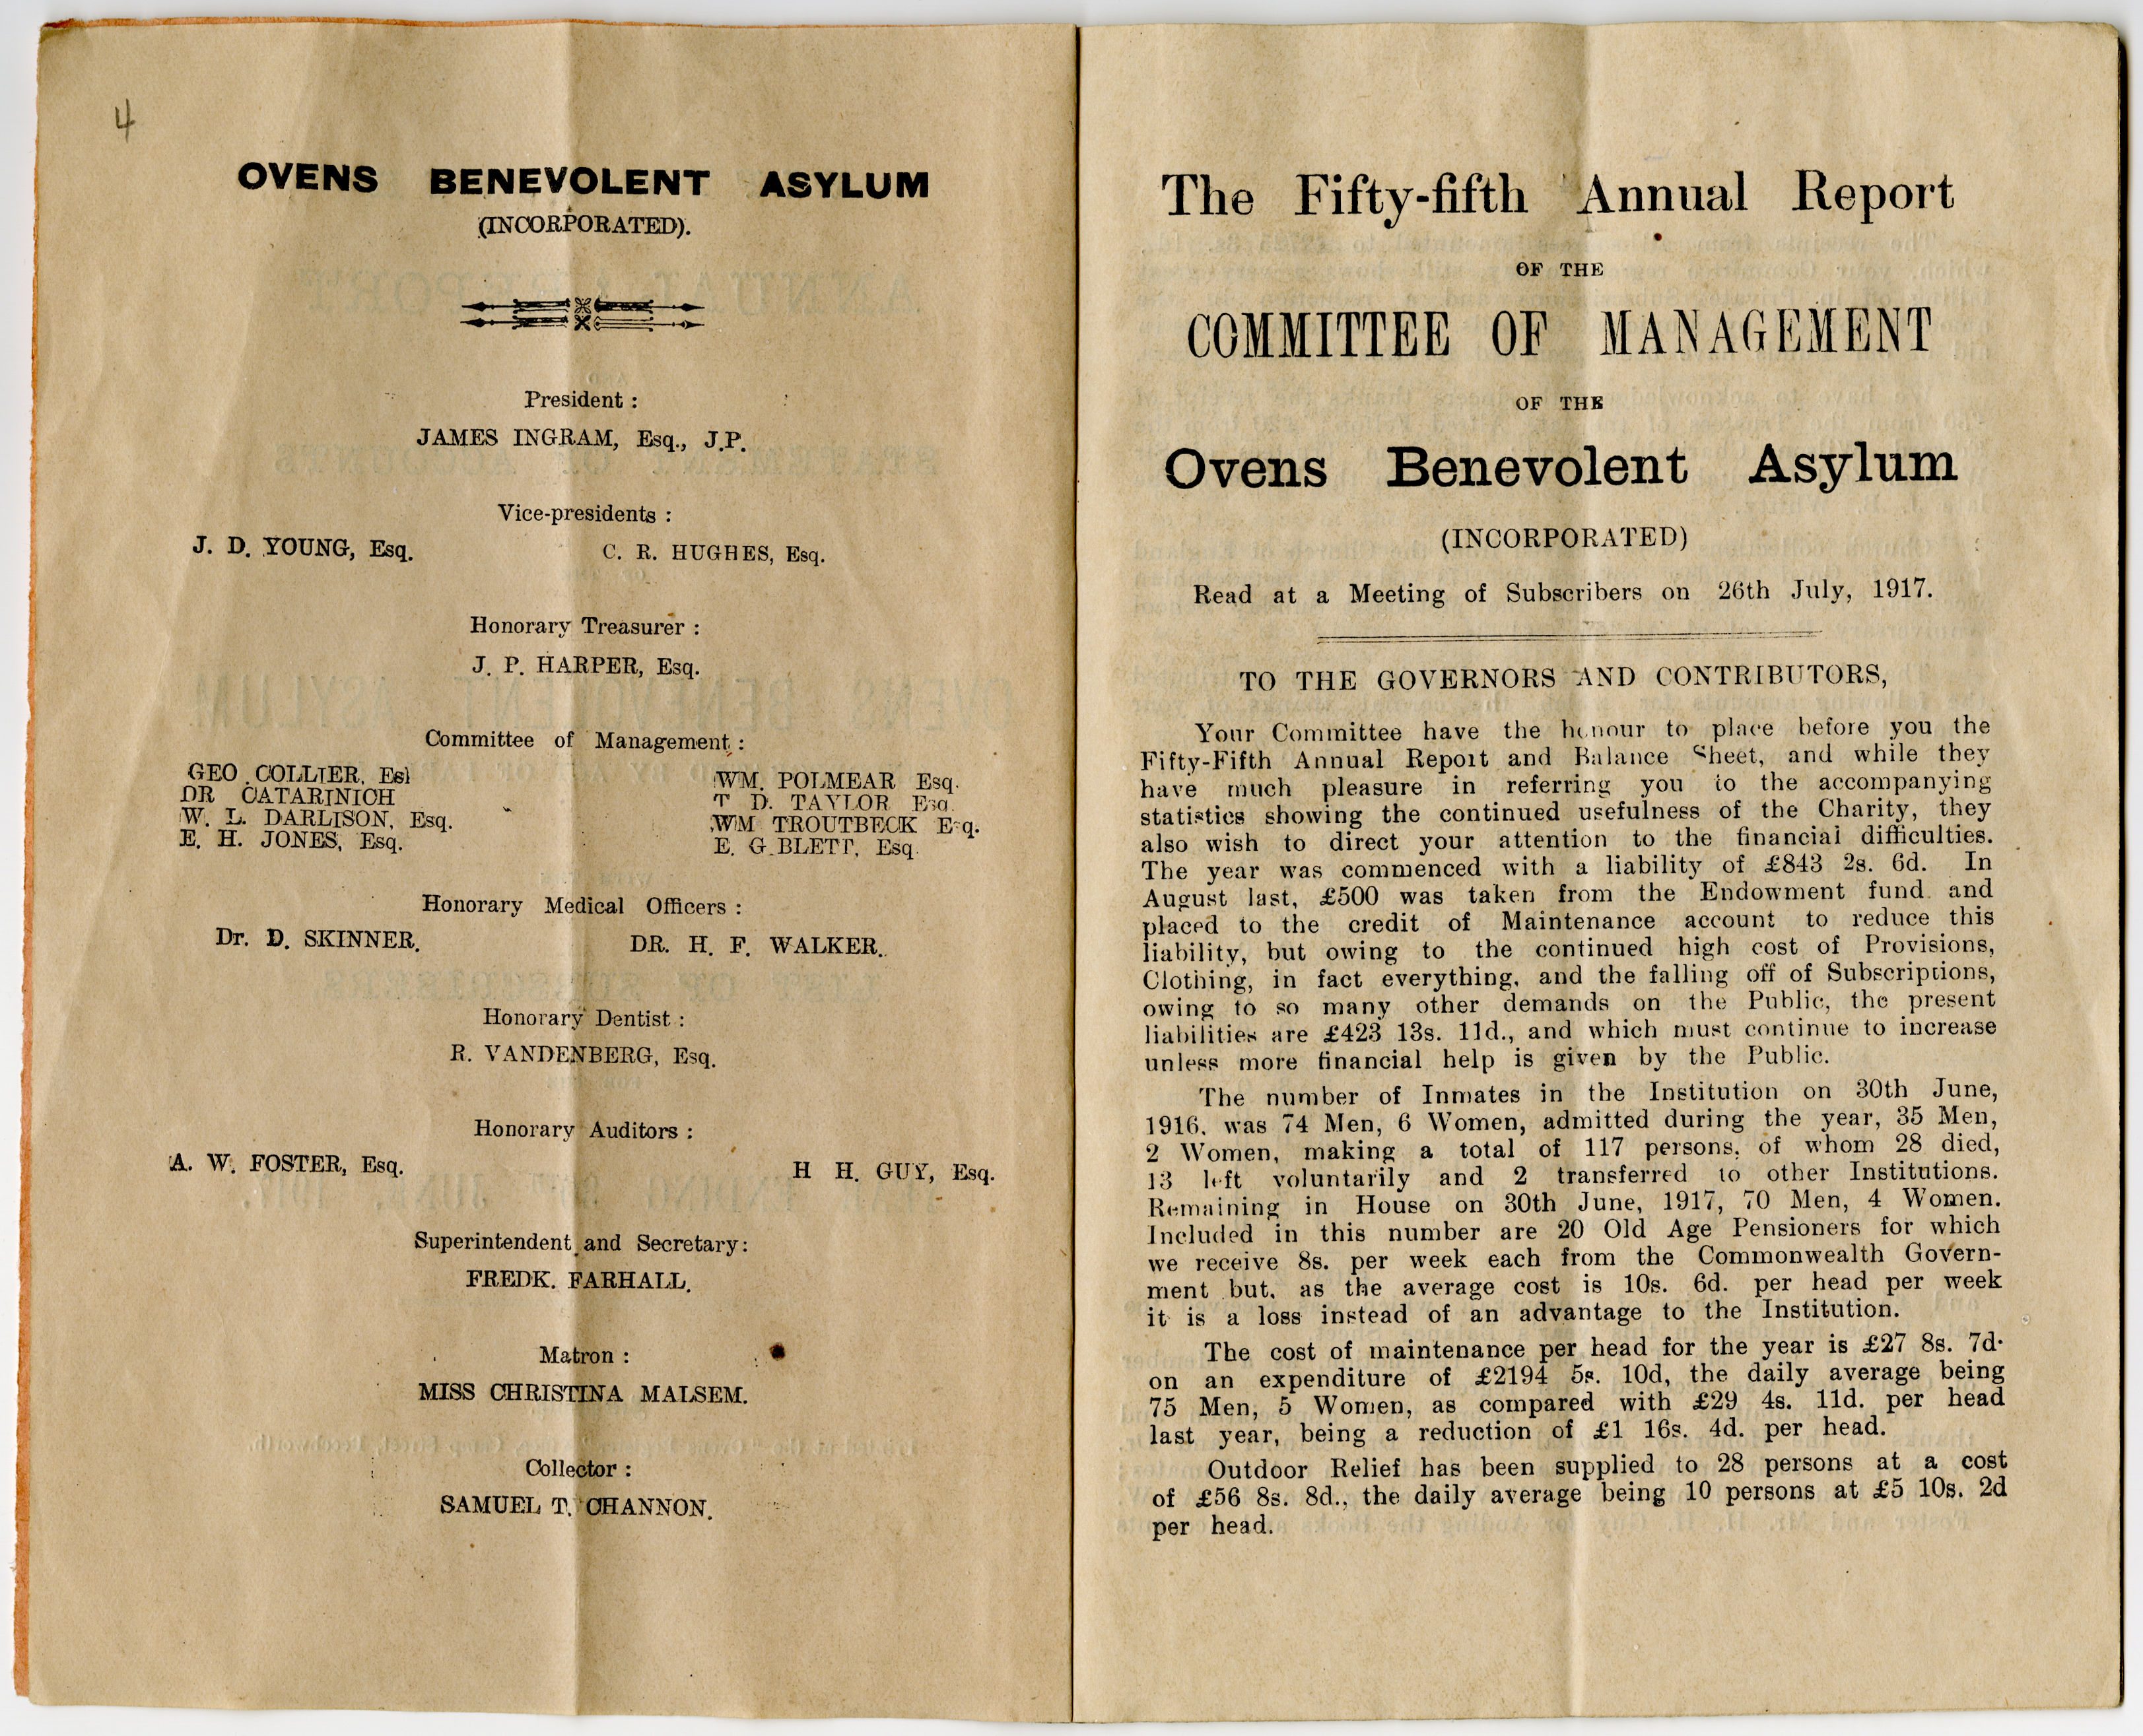 4
OVENS BENEVOLENT ASYLUM
(INCORPORATED).
President :
JAMES INGRAM, Esq., J.P.
Vice-presidents :
J. D. YOUNG, Esq. C. R. HUGHES, Esq.
Honorary Treasurer :
J. P. HARPER, Esq.
Committee of Management :
GEO. COLLIER, Esq WM. POLMEAR Esq.
DR CATARINICH T. D. TAYLOR Esq.
W. L. DARLISON, Esq. WM TROUTBECK Esq.
E. H. JONES, Esq. E. G. BLETT, Esq.
Honorary Medical Officers :
Dr. D. SKINNER. DR. H. F. WALKER.
Honorary Dentist :
R. VANDENBERG, Esq.
Honorary Auditors :
A. W. FOSTER, Esq. H H. GUY, Esq.
Superintendent and Secretary:
FREDK. FARHALL.
Matron :
MISS CHRISTINA MALSEM.
Collector :
SAMUEL T. CHANNON.
The Fifty-fifth Annual Report
OF THE
COMMITTEE OF MANAGEMENT
OF THE
Ovens Benevolent Asylum
(INCORPORATED)
Read at a Meeting of Subscribers on 26th July, 1917.
TO THE GOVERNORS AND CONTRIBUTORS,
Your Committee have the honour to place before you the
Fifty-Fifth Annual Report and Balance Sheet, and while they
have much pleasure in referring you to the accompanying
statistics showing the continued usefulness of the Charity, they
also wish to direct your attention to the financial difficulties.
The year was commenced with a liability of £843 2s. 6d. In
August last, £500 was taken from the Endowment fund and
placed to the credit of Maintenance account to reduce this
liability, but owing to the continued high cost of Provisions,
Clothing, in fact everything, and the falling off of Subscriptions,
owing to so many other demands on the Public, the present
liabilities are £423 13s. 11d., and which must continue to increase
unless more financial help is given by the Public.
The number of Inmates in the Institution on 30th June,
1916. was 74 Men, 6 Women, admitted during the year, 35 Men,
2 Women, making a total of 117 persons, of whom 28 died,
13 left voluntarily and 2 transferred to other Institutions.
Remaining in House on 30th June, 1917, 70 Men, 4 Women.
Included in this number are 20 Old Age Pensioners for which
we receive 8s. per week each from the Commonwealth Govern-
ment but, as the average cost is 10s. 6d. per head per week
it is a loss instead of an advantage to the Institution.
The cost of maintenance per head for the year is £27 8s. 7d.
on an expenditure of £2194 5s. 10d, the daily average being
75 Men, 5 Women, as compared with £29 4s. 11d. per head
last year, being a reduction of £1 16s. 4d. per head.
Outdoor Relief has been supplied to 28 persons at a cost
of £56 8s. 8d., the daily average being 10 persons at £5 10s. 2d
per head.